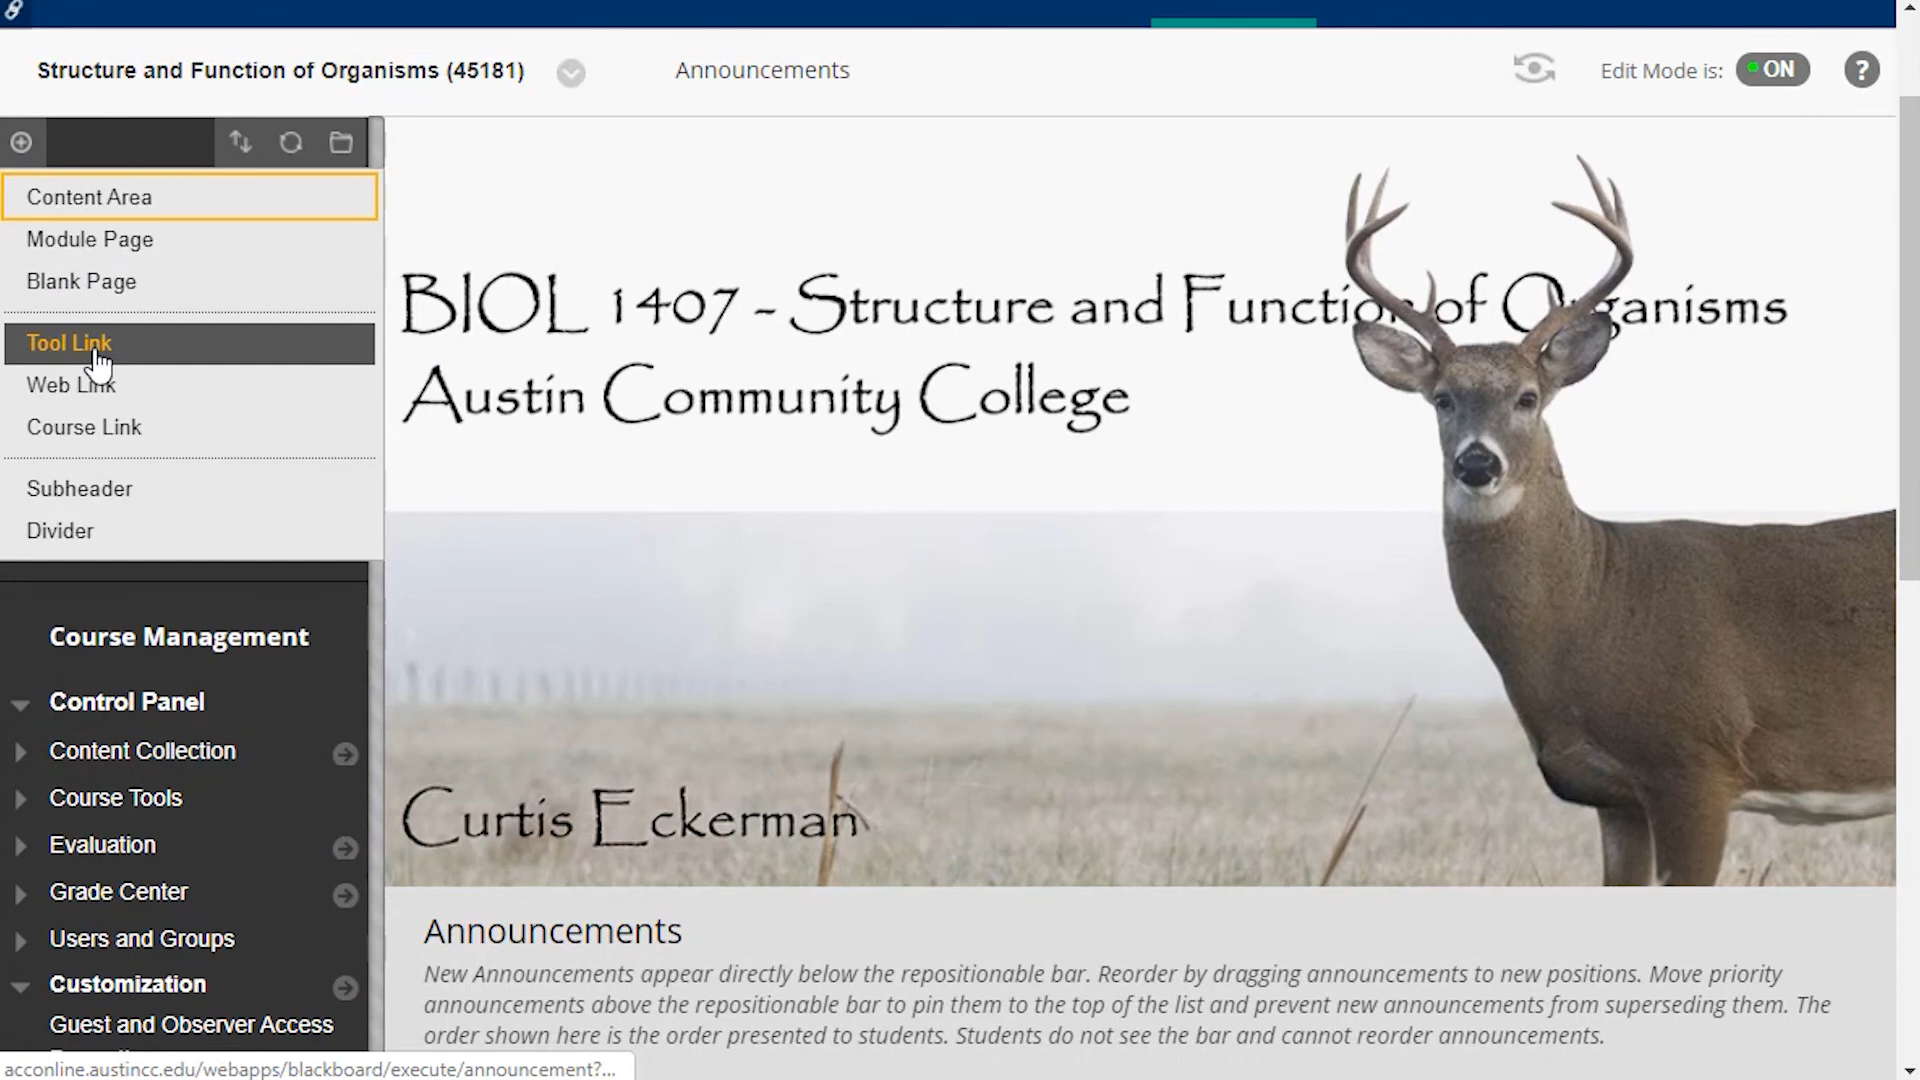 Structure and Function of Organisms (45181)
Announcements
Edit Mode is:
ON
?
Content Area
Module Page
Blank Page
Tool Link
Web Link
Course Link
Subheader
Divider
Course Management
Control Panel
Content Collection
Course Tools
Evaluation
Grade Center
Users and Groups
Customization
Guest and Observer Access
BIOL 1407 - Structure and Function of Organisms
Austin Community College
Curtis Eckerman
Announcements
New Announcements appear directly below the repositionable bar. Reorder by dragging announcements to new positions. Move priority
announcements above the repositionable bar to pin them to the top of the list and prevent new announcements from superseding them. The
order shown here is the order presented to students. Students do not see the bar and cannot reorder announcements.
acconline.austincc.edu/webapps/blackboard/execute/announcement?...